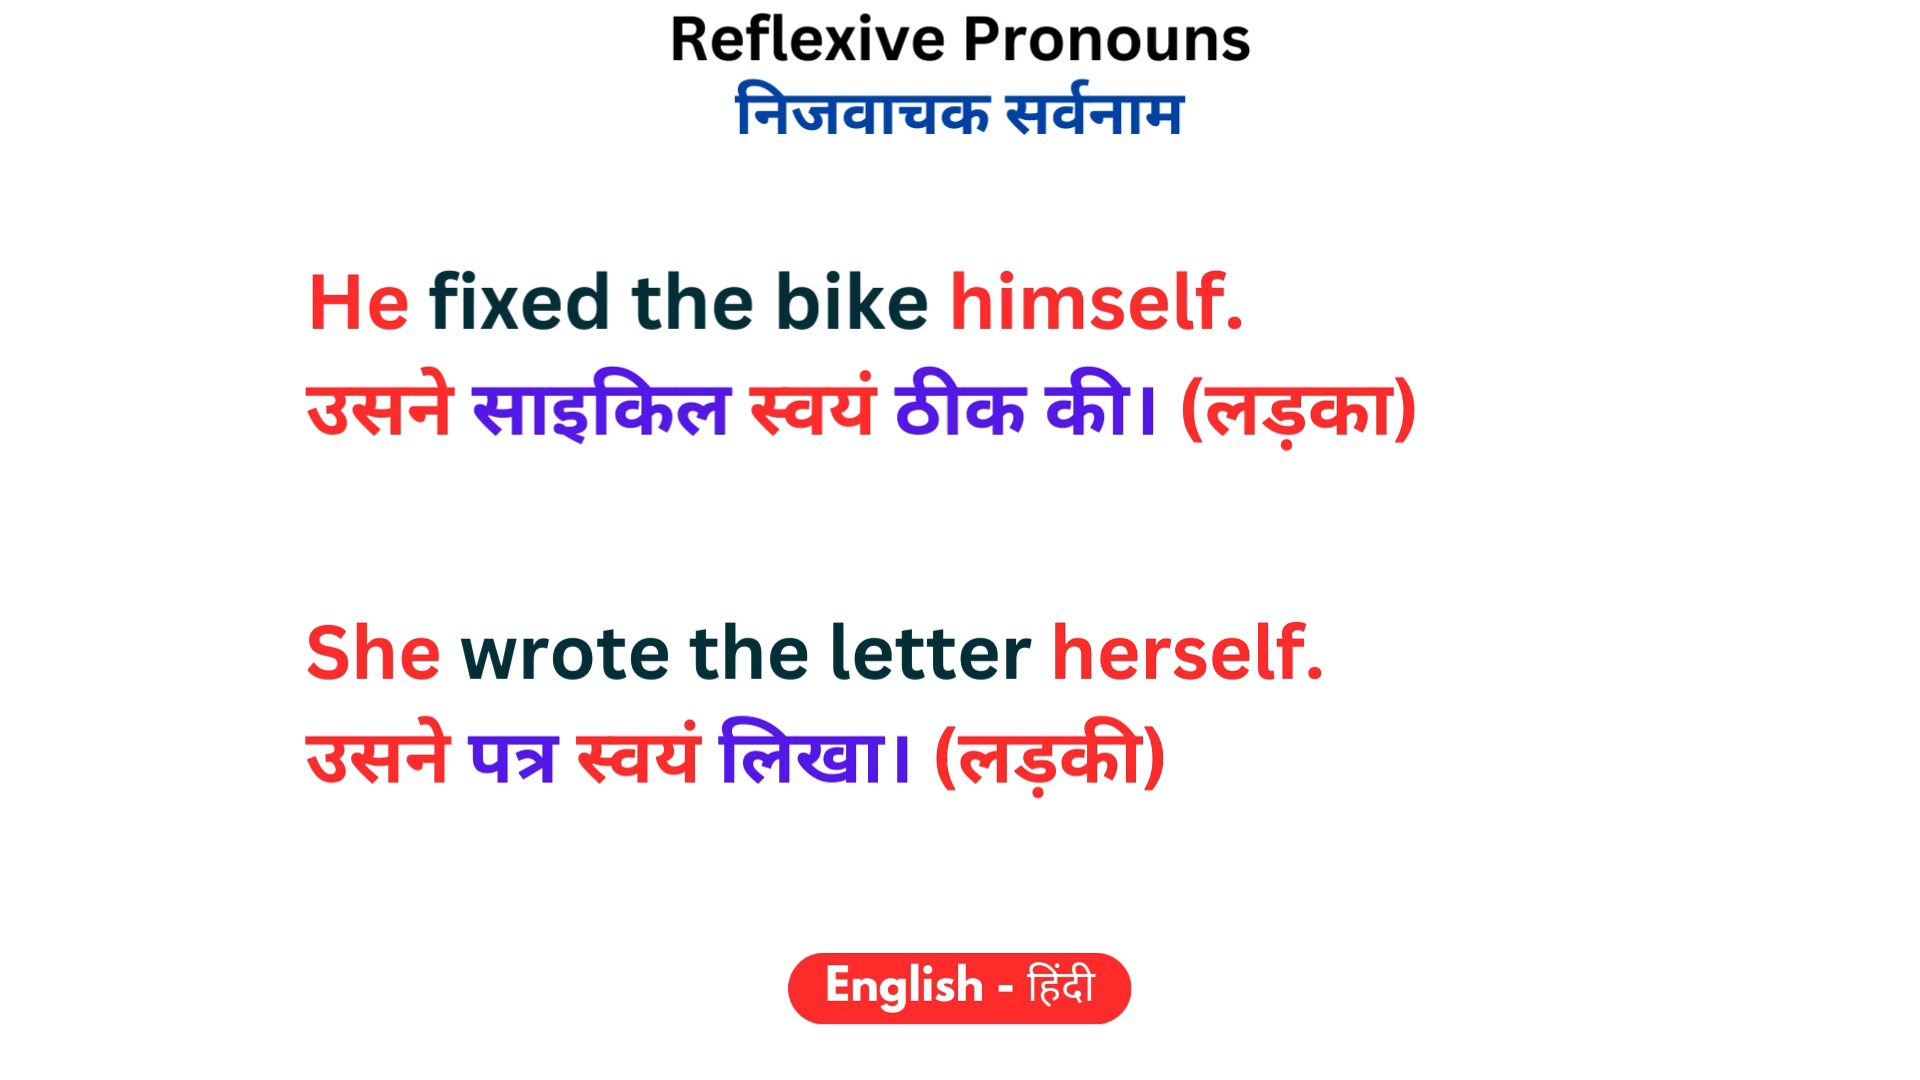 Reflexive Pronouns
निजवाचक सर्वनाम
He fixed the bike himself.
उसने साइकिल स्वयं ठीक की। (लड़का)
She wrote the letter herself.
उसने पत्र स्वयं लिखा। (लड़की)
English - हिंदी